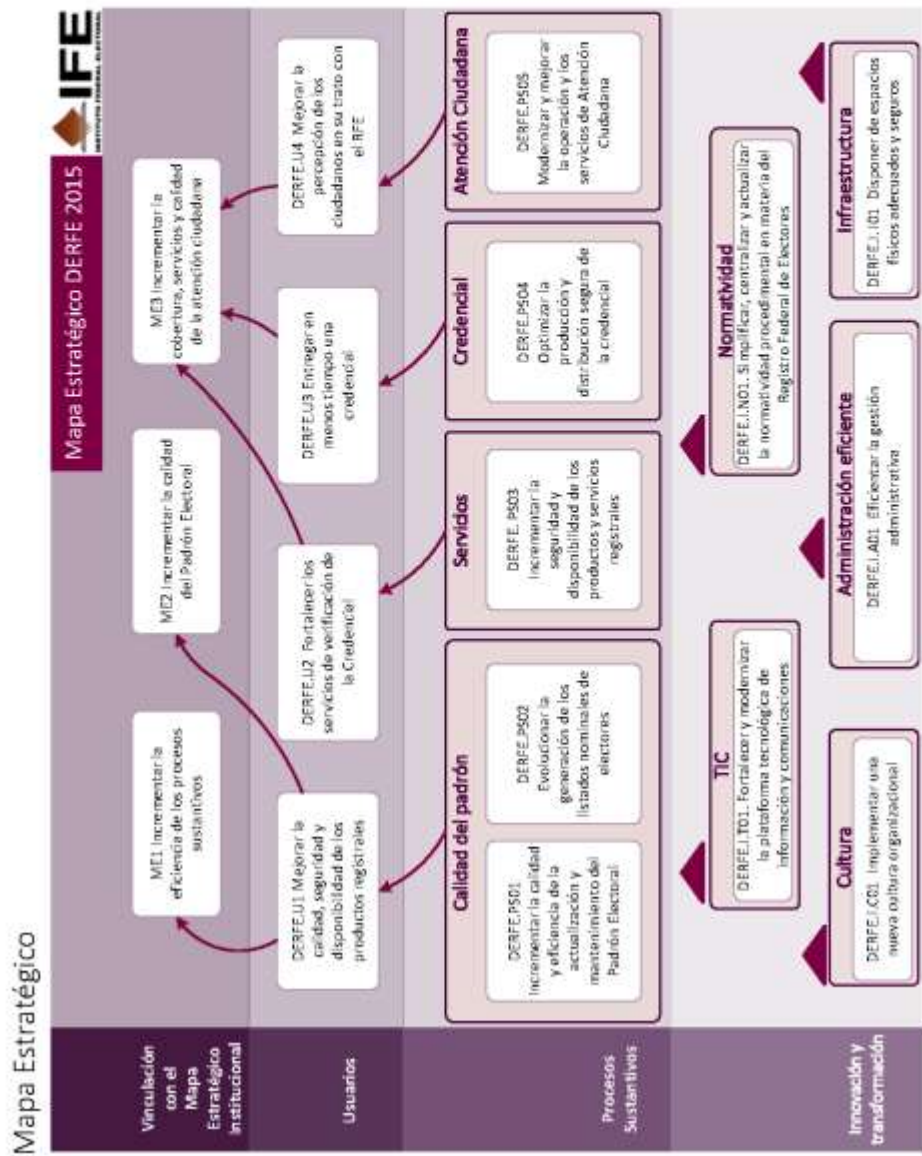 Mapa Estratégico
Mapa Estratégico DERFE 2015
IFE
INSTITUTO FEDERAL ELECTORAL
Vinculación
con el
Mapa
Estratégico
Institucional
ME1 Incrementar la
eficiencia de los procesos
sustantivos
ME2 Incrementar la calidad
del Padrón Electoral
ME3 Incrementar la
cobertura, servicios y calidad
de la atención ciudadana
Usuarios
DERFE.U1 Mejorar la
calidad, seguridad y
disponibilidad de los
productos registrales
DERFE.U2 Fortalecer los
servicios de verificación de
la Credencial
DERFE.U3 Entregar en
menos tiempo una
credencial
DERFE.U4 Mejorar la
percepción de los
ciudadanos en su trato con
el RFE
Procesos
Sustantivos
Calidad del padrón
DERFE.PS01
Incrementar la calidad
y eficiencia de la
actualización y
mantenimiento del
Padrón Electoral
DERFE.PS02
Evolucionar la
generación de los
listados nominales de
electores
Servicios
DERFE. PS03
Incrementar la
seguridad y
disponibilidad de los
productos y servicios
registrales
Credencial
DERFE.PS04
Optimizar la
producción y
distribución segura de
la credencial
Atención Ciudadana
DERFE.PS05
Modernizar y mejorar
la operación y los
servicios de Atención
Ciudadana
Innovación y
transformación
TIC
DERFE.I.T01. Fortalecer y modernizar
la plataforma tecnológica de
información y comunicaciones
Normatividad
DERFE.I.N01. Simplificar, centralizar y actualizar
la normatividad procedimental en materia del
Registro Federal de Electores
Cultura
DERFE.I.C01 Implementar una
nueva cultura organizacional
Administración eficiente
DERFE.I.A01 Eficientar la gestión
administrativa
Infraestructura
DERFE.I.I01 Disponer de espacios
físicos adecuados y seguros